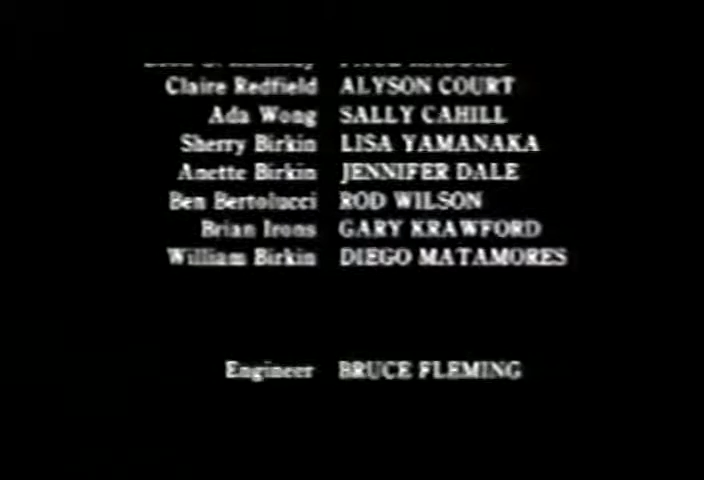 Claire Redfield ALYSON COURT
Ada Wong SALLY CAHILL
Sherry Birkin LISA YAMANAKA
Anette Birkin JENNIFER DALE
Ben Bertolucci ROD WILSON
Brian Irons GARY KRAWFORD
William Birkin DIEGO MATAMORES
Engineer BRUCE FLEMING